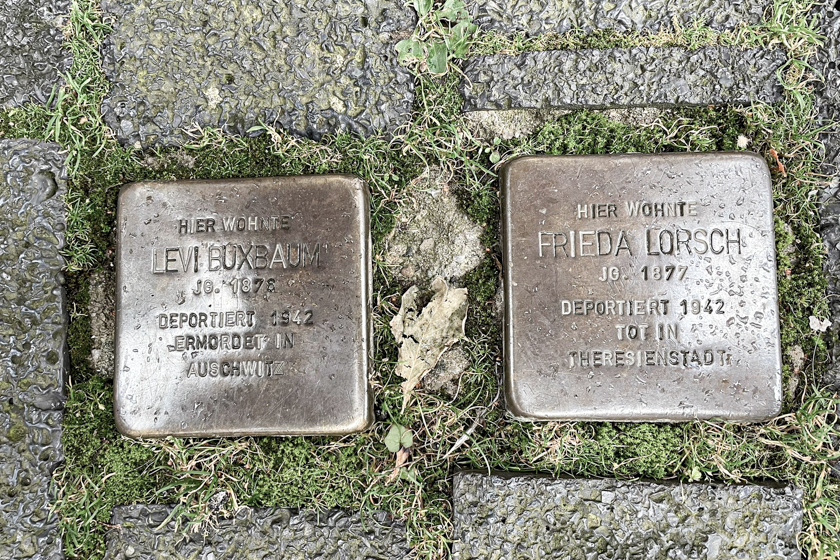 HIER WOHNTE
LEVI BUXBAUM
JG. 1878
DEPORTIERT 1942
ERMORDET IN
AUSCHWITZ
HIER WOHNTE
FRIEDA LORSCH
JG. 1877
DEPORTIERT 1942
TOT IN
THERESIENSTADT